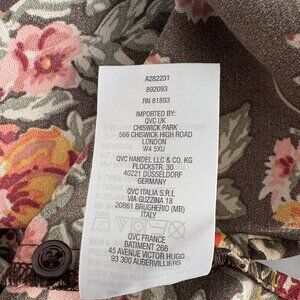 A282231
892093
RN 81893
IMPORTED BY:
QVC UK
CHISWICK PARK
566 CHISWICK HIGH ROAD
LONDON
W4 5XU
QVC HANDEL LLC & CO. KG
PLOCKSTR. 30
40221 DÜSSELDORF
GERMANY
QVC ITALIA S.R.L
VIA GUZZINA 18
20861 BRUGHERIO (MB)
ITALY
QVC FRANCE
BATIMENT 266
45 AVENUE VICTOR HUGO
93 300 AUBERVILLIERS